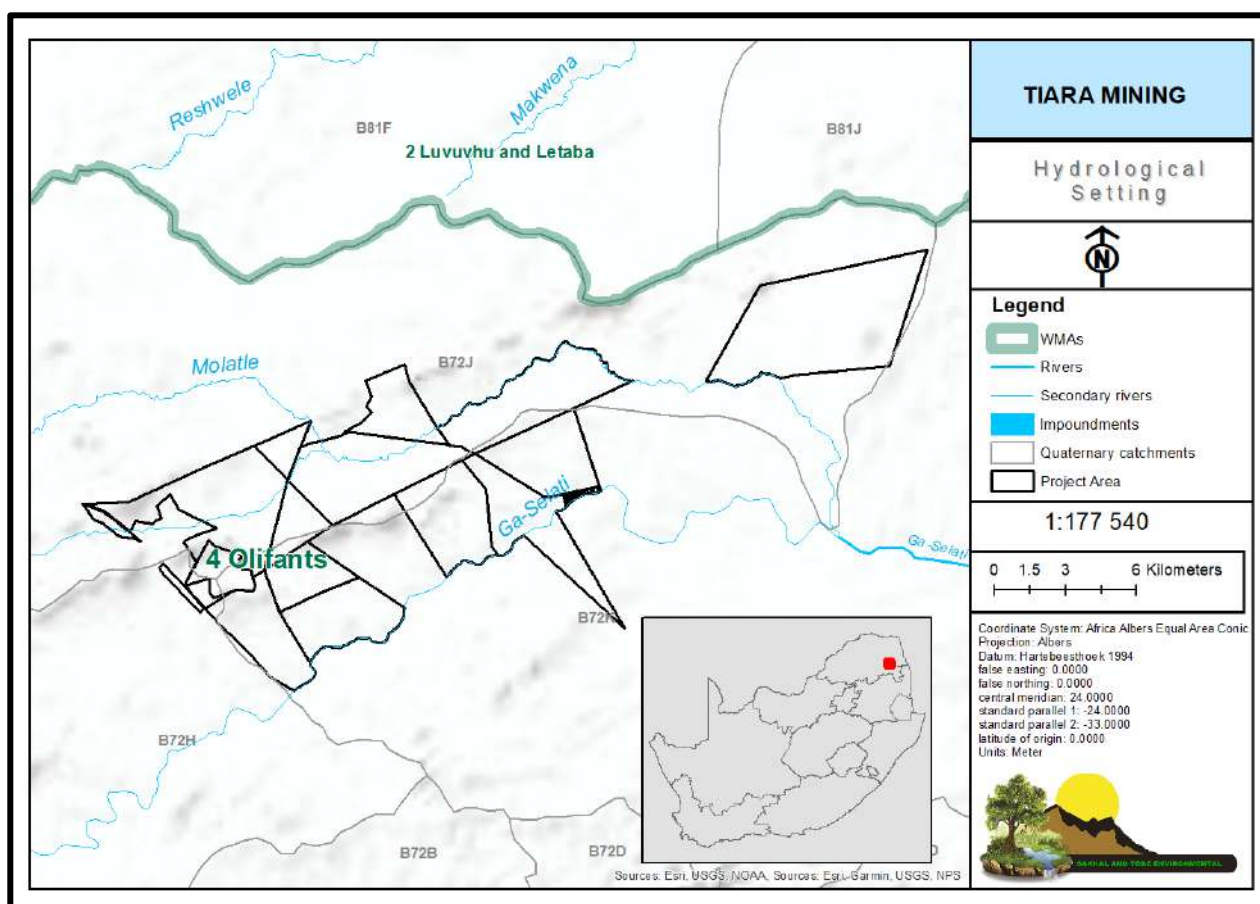 Reshwele
Makwena
B81F
B81J
2 Luvuvhu and Letaba
Molatle
B72J
Ga-Selati
4 Olifants
Ga-Selati
B72H
B72B
B72D
Sources: Esri, USGS, NOAA, Sources: Esri, Garmin, USGS, NPS
TIARA MINING
Hydrological
Setting
N
Legend
WMAs
Rivers
Secondary rivers
Impoundments
Quaternary catchments
Project Area
1:177 540
0 1.5 3 6 Kilometers
Coordinate System: Africa Albers Equal Area Conic
Projection: Albers
Datum: Hartebeesthoek 1994
false easting: 0.0000
false northing: 0.0000
central meridian: 24.0000
standard parallel 1: -24.0000
standard parallel 2: -33.0000
latitude of origin: 0.0000
Units: Meter